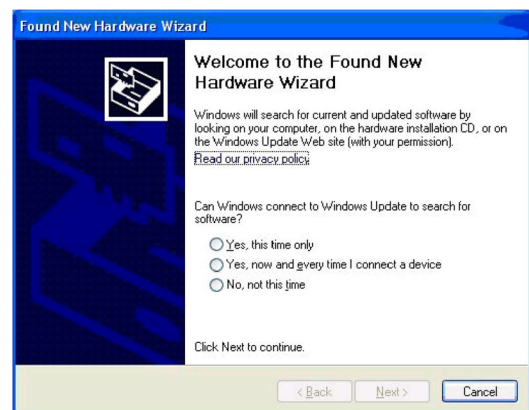 Found New Hardware Wizard
Welcome to the Found New
Hardware Wizard
Windows will search for current and updated software by
looking on your computer, on the hardware installation CD, or on
the Windows Update Web site (with your permission).
Read our privacy policy
Can Windows connect to Windows Update to search for
software?
Yes, this time only
Yes, now and every time I connect a device
No, not this time
Click Next to continue.
< Back
Next >
Cancel